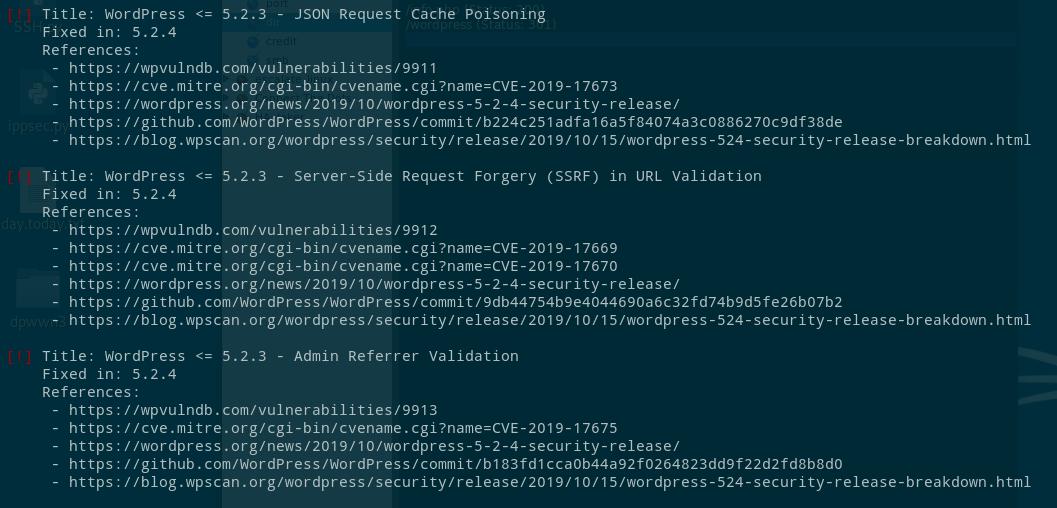 [!] Title: WordPress <= 5.2.3 - JSON Request Cache Poisoning
Fixed in: 5.2.4
References:
- https://wpvulndb.com/vulnerabilities/9911
- https://cve.mitre.org/cgi-bin/cvename.cgi?name=CVE-2019-17673
- https://wordpress.org/news/2019/10/wordpress-5-2-4-security-release/
- https://github.com/WordPress/WordPress/commit/b224c251adfa16a5f84074a3c0886270c9df38de
- https://blog.wpscan.org/wordpress/security/release/2019/10/15/wordpress-524-security-release-breakdown.html
[!] Title: WordPress <= 5.2.3 - Server-Side Request Forgery (SSRF) in URL Validation
Fixed in: 5.2.4
References:
- https://wpvulndb.com/vulnerabilities/9912
- https://cve.mitre.org/cgi-bin/cvename.cgi?name=CVE-2019-17669
- https://cve.mitre.org/cgi-bin/cvename.cgi?name=CVE-2019-17670
- https://wordpress.org/news/2019/10/wordpress-5-2-4-security-release/
- https://github.com/WordPress/WordPress/commit/9db44754b9e4044690a6c32fd74b9d5fe26b07b2
- https://blog.wpscan.org/wordpress/security/release/2019/10/15/wordpress-524-security-release-breakdown.html
[!] Title: WordPress <= 5.2.3 - Admin Referrer Validation
Fixed in: 5.2.4
References:
- https://wpvulndb.com/vulnerabilities/9913
- https://cve.mitre.org/cgi-bin/cvename.cgi?name=CVE-2019-17675
- https://wordpress.org/news/2019/10/wordpress-5-2-4-security-release/
- https://github.com/WordPress/WordPress/commit/b183fd1cca0b44a92f0264823dd9f22d2fd8b8d0
- https://blog.wpscan.org/wordpress/security/release/2019/10/15/wordpress-524-security-release-breakdown.html
port
dir
credit
/wordpress (Status: 301)
ippsec.py